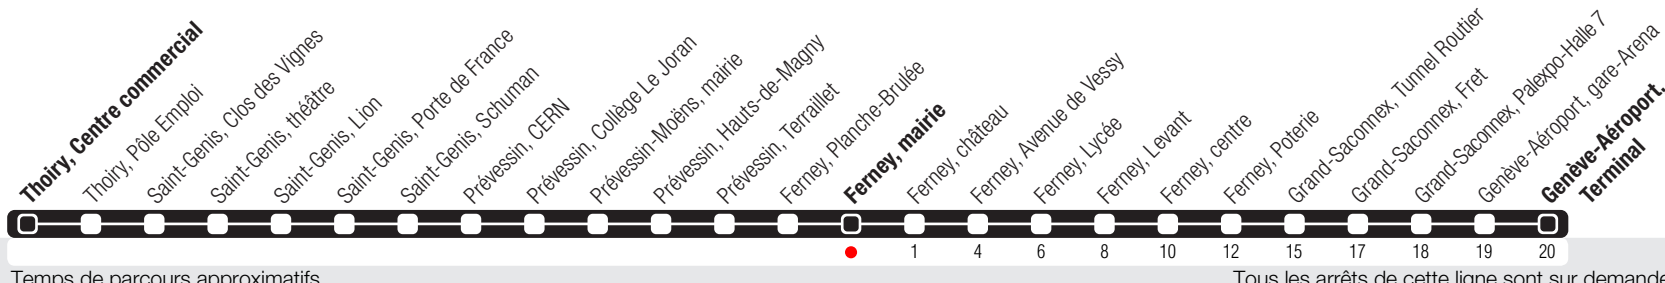 Thoiry, Centre commercial
Thoiry, Pôle Emploi
Saint-Genis, Clos des Vignes
Saint-Genis, théâtre
Saint-Genis, Lion
Saint-Genis, Porte de France
Saint-Genis, Schuman
Prévessin, CERN
Prévessin, Collège Le Joran
Prévessin-Moëns, mairie
Prévessin, Hauts-de-Magny
Prévessin, Terraillet
Ferney, Planche-Brulée
Ferney, mairie
Ferney, château
Ferney, Avenue de Vessy
Ferney, Lycée
Ferney, Levant
Ferney, centre
Ferney, Poterie
Grand-Saconnex, Tunnel Routier
Grand-Saconnex, Fret
Grand-Saconnex, Palexpo-Halle 7
Genève-Aéroport, gare-Arena
Genève-Aéroport,
Terminal
1 4 6 8 10 12 15 17 18 19 20
Temps de parcours approximatifs
Tous les arrêts de cette ligne sont sur demande